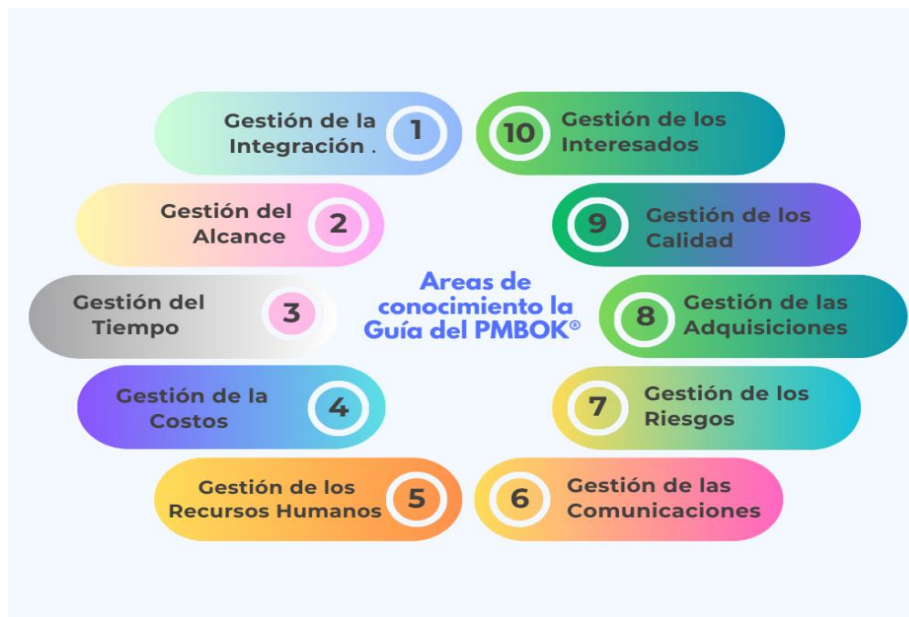 Gestión de la
Integración .
1
Gestión del
Alcance
2
Gestión del
Tiempo
3
Gestión de la
Costos
4
Gestión de los
Recursos Humanos
5
Areas de
conocimiento la
Guía del PMBOK®
10
Gestión de los
Interesados
9
Gestión de los
Calidad
8
Gestión de las
Adquisiciones
7
Gestión de los
Riesgos
6
Gestión de las
Comunicaciones